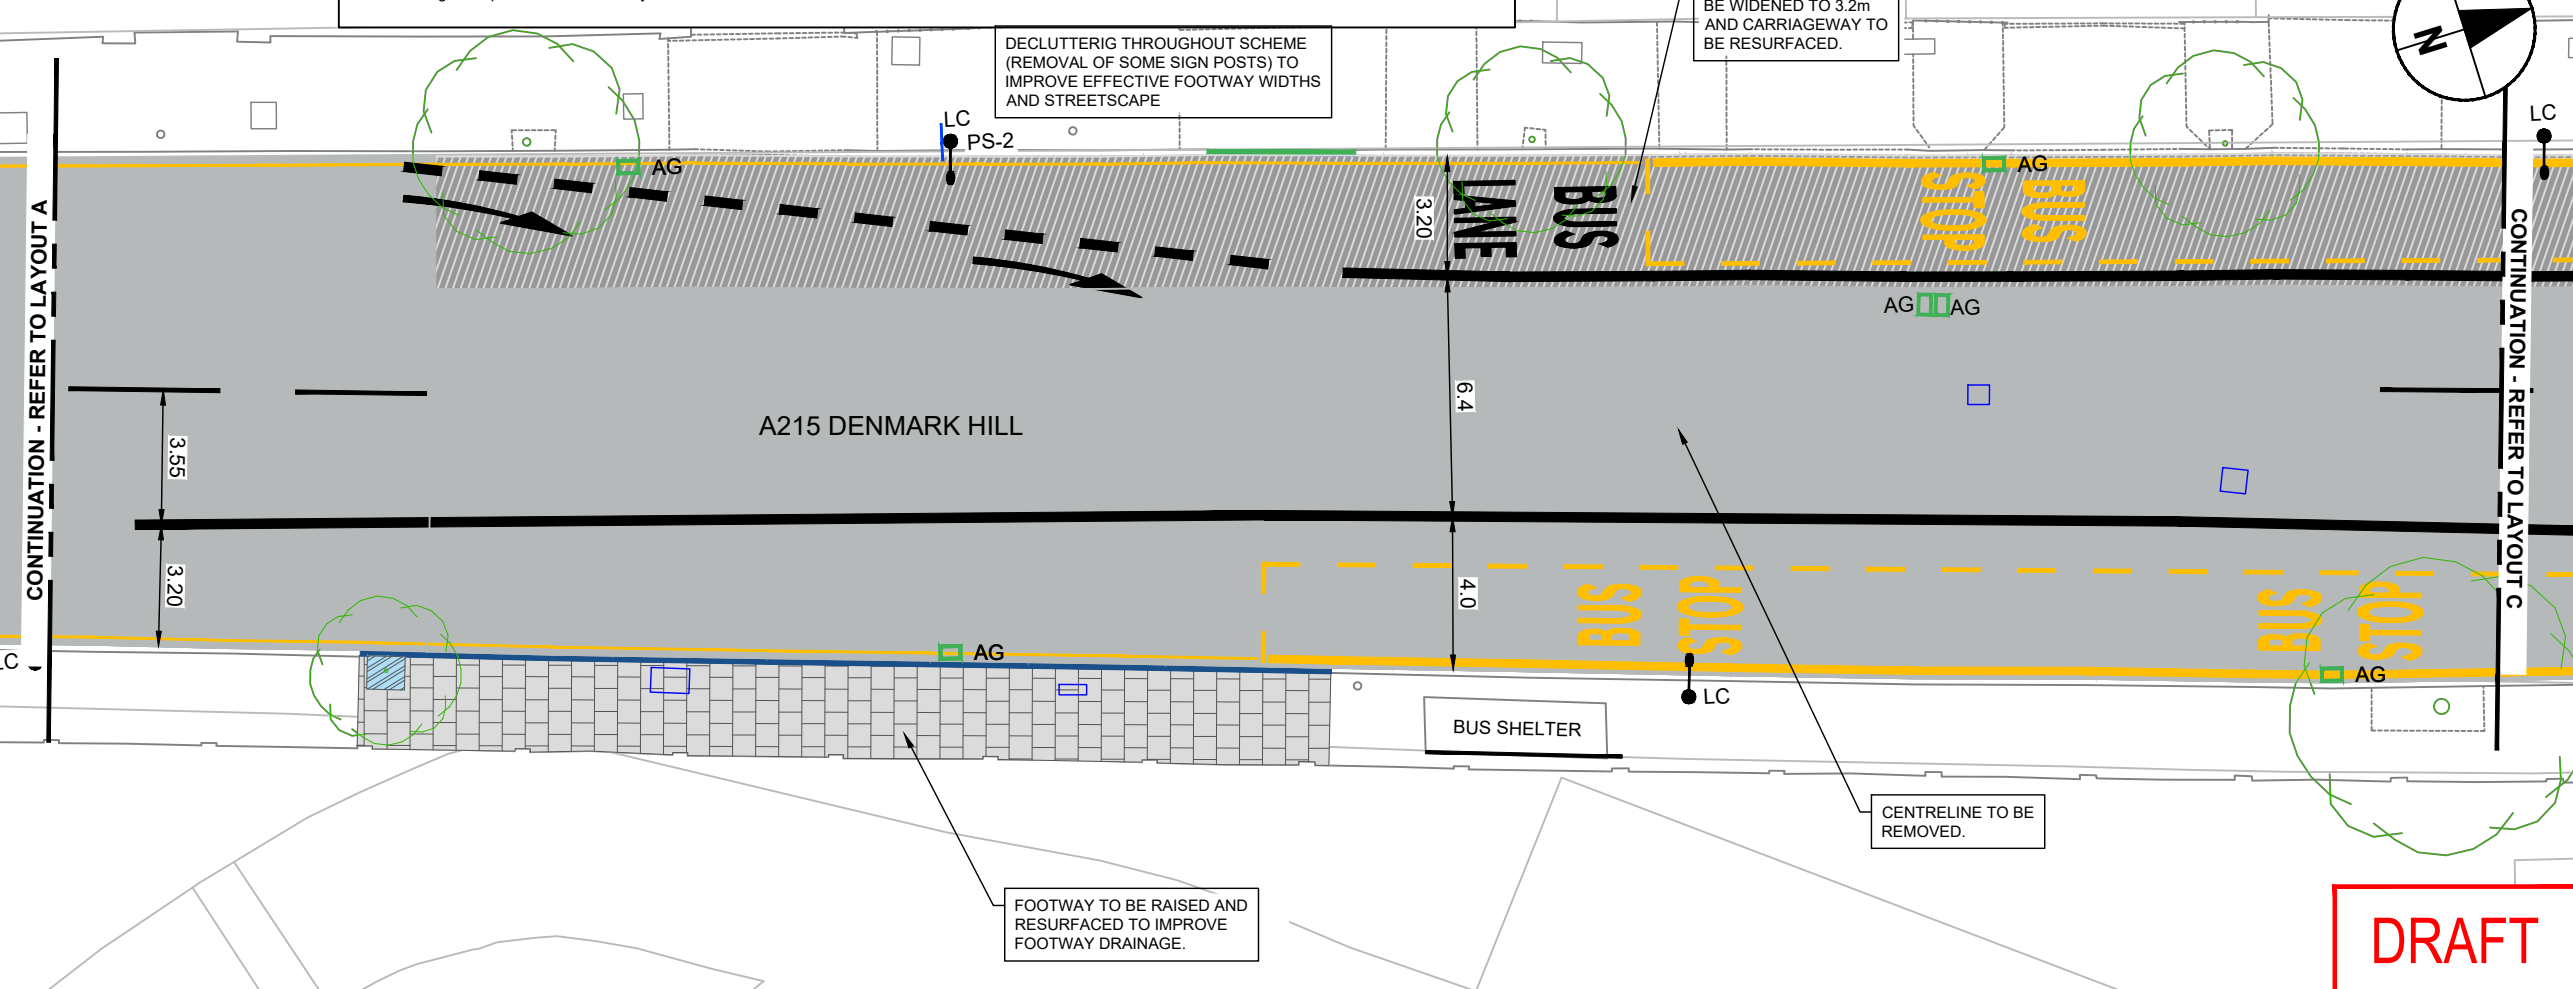 BE WIDENED TO 3.2m
AND CARRIAGEWAY TO
BE RESURFACED.
N
DECLUTTERIG THROUGHOUT SCHEME
(REMOVAL OF SOME SIGN POSTS) TO
IMPROVE EFFECTIVE FOOTWAY WIDTHS
AND STREETSCAPE
LC
PS-2
LC
AG
AG
3.20
LANE
BUS
STOP
BUS
CONTINUATION - REFER TO LAYOUT A
CONTINUATION - REFER TO LAYOUT C
AG
AG
6.4
A215 DENMARK HILL
3.55
3.20
4.0
BUS
STOP
BUS
STOP
LC
AG
AG
LC
BUS SHELTER
CENTRELINE TO BE
REMOVED.
FOOTWAY TO BE RAISED AND
RESURFACED TO IMPROVE
FOOTWAY DRAINAGE.
DRAFT